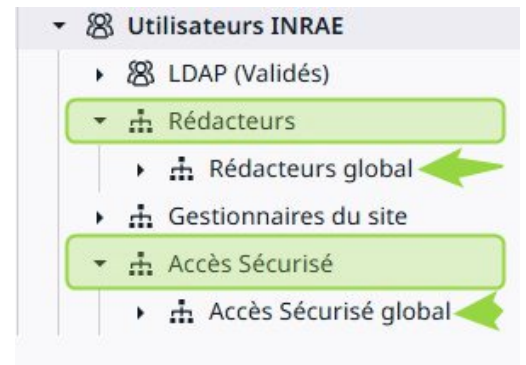 Utilisateurs INRAE
LDAP (Validés)
Rédacteurs
Rédacteurs global
Gestionnaires du site
Accès Sécurisé
Accès Sécurisé global